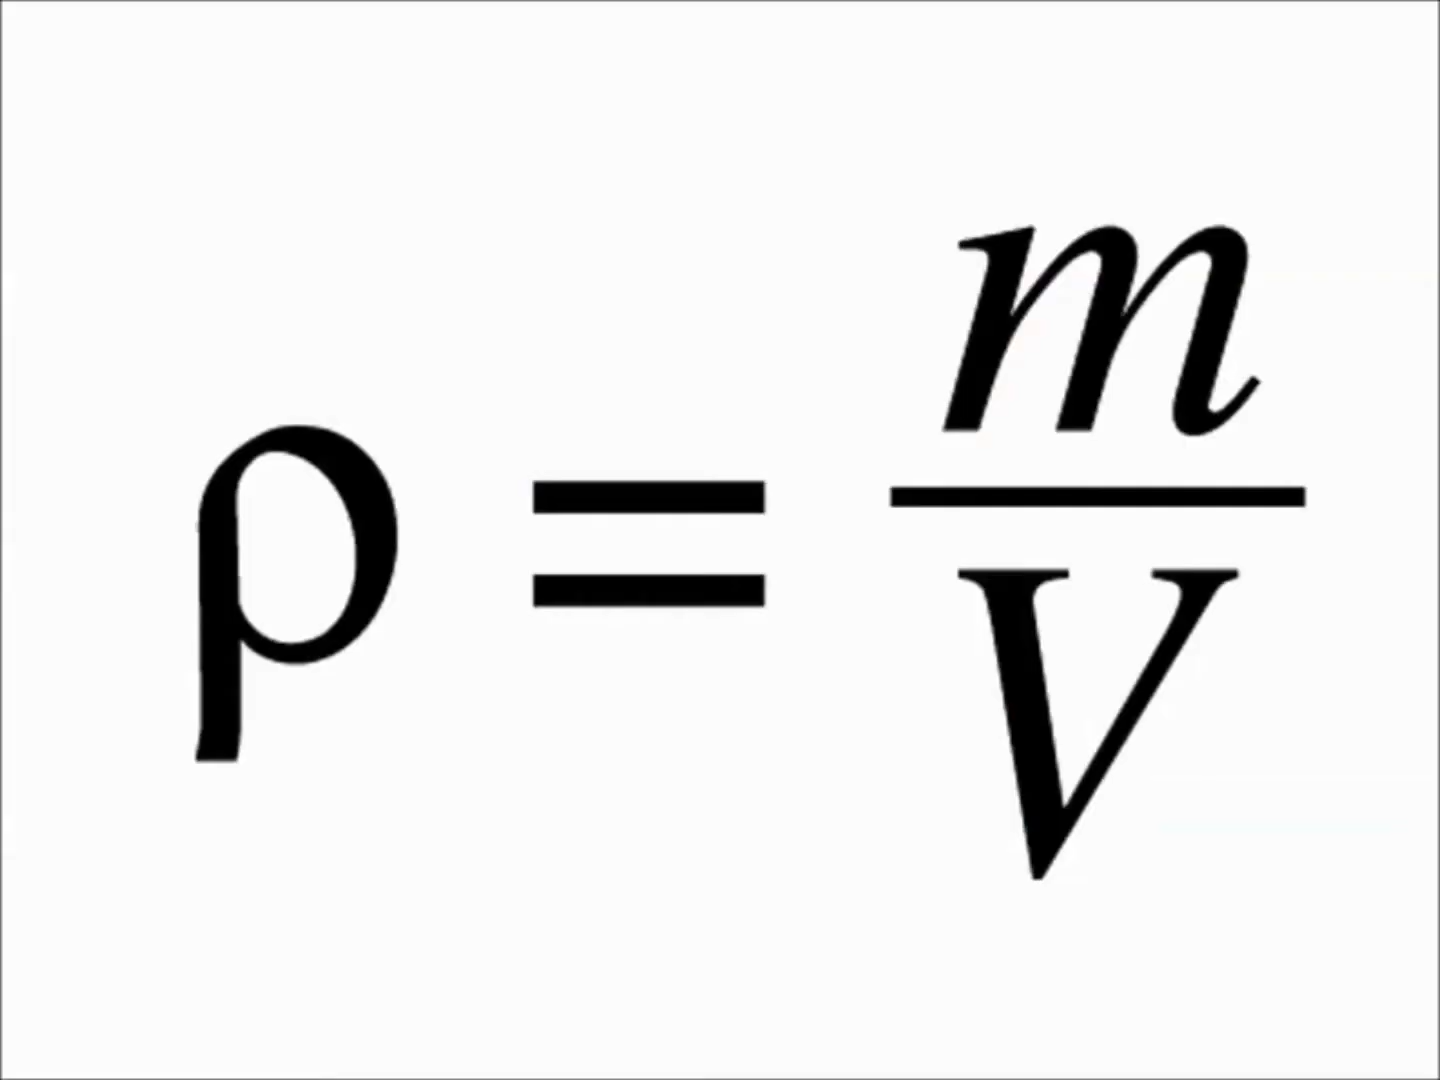 ρ = m/V